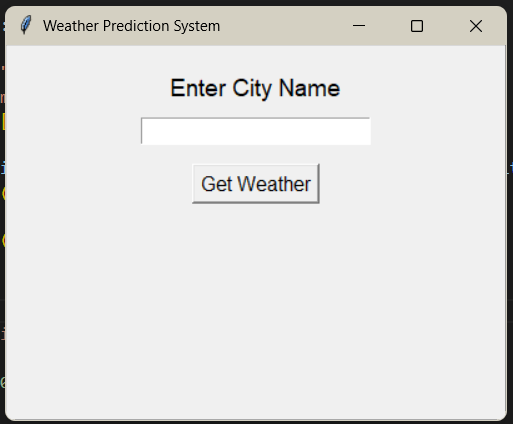 Weather Prediction System
Enter City Name
Get Weather